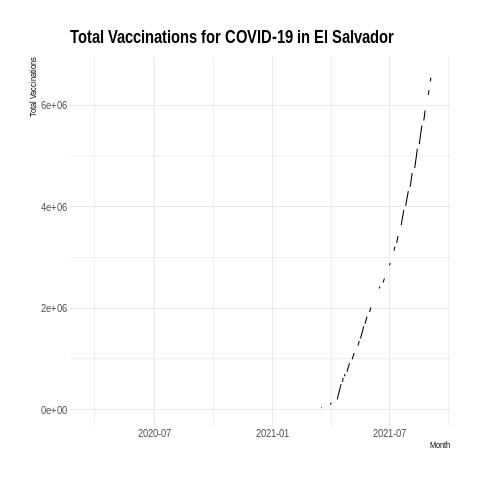 Total Vaccinations for COVID-19 in El Salvador
Total Vaccinations
6e+06
4e+06
2e+06
0e+00
2020-07
2021-01
2021-07
Month